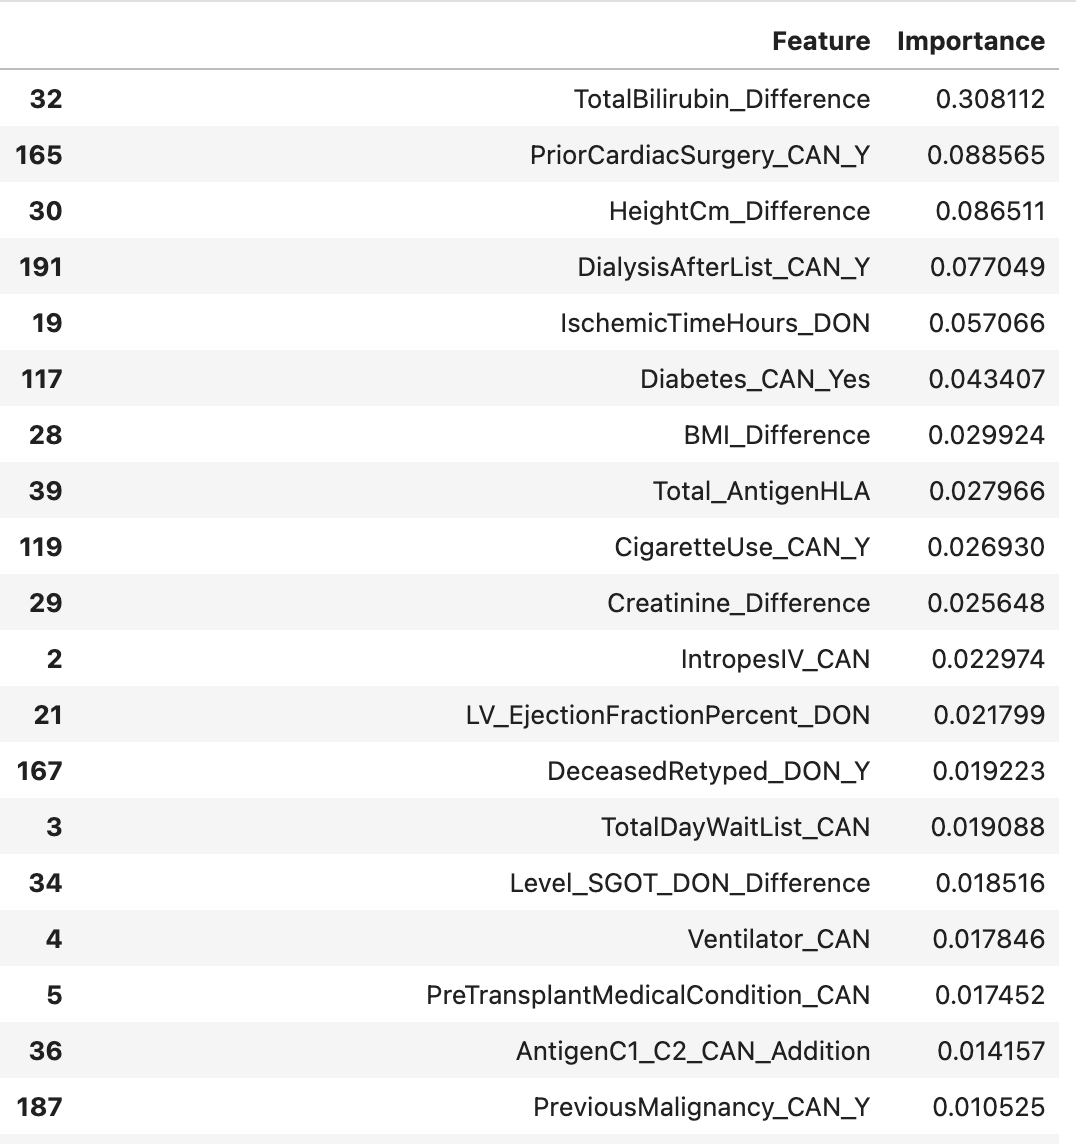 Feature Importance
32 TotalBilirubin_Difference 0.308112
165 PriorCardiacSurgery_CAN_Y 0.088565
30 HeightCm_Difference 0.086511
191 DialysisAfterList_CAN_Y 0.077049
19 IschemicTimeHours_DON 0.057066
117 Diabetes_CAN_Yes 0.043407
28 BMI_Difference 0.029924
39 Total_AntigenHLA 0.027966
119 CigaretteUse_CAN_Y 0.026930
29 Creatinine_Difference 0.025648
2 IntropesIV_CAN 0.022974
21 LV_EjectionFractionPercent_DON 0.021799
167 DeceasedRetyped_DON_Y 0.019223
3 TotalDayWaitList_CAN 0.019088
34 Level_SGOT_DON_Difference 0.018516
4 Ventilator_CAN 0.017846
5 PreTransplantMedicalCondition_CAN 0.017452
36 AntigenC1_C2_CAN_Addition 0.014157
187 PreviousMalignancy_CAN_Y 0.010525